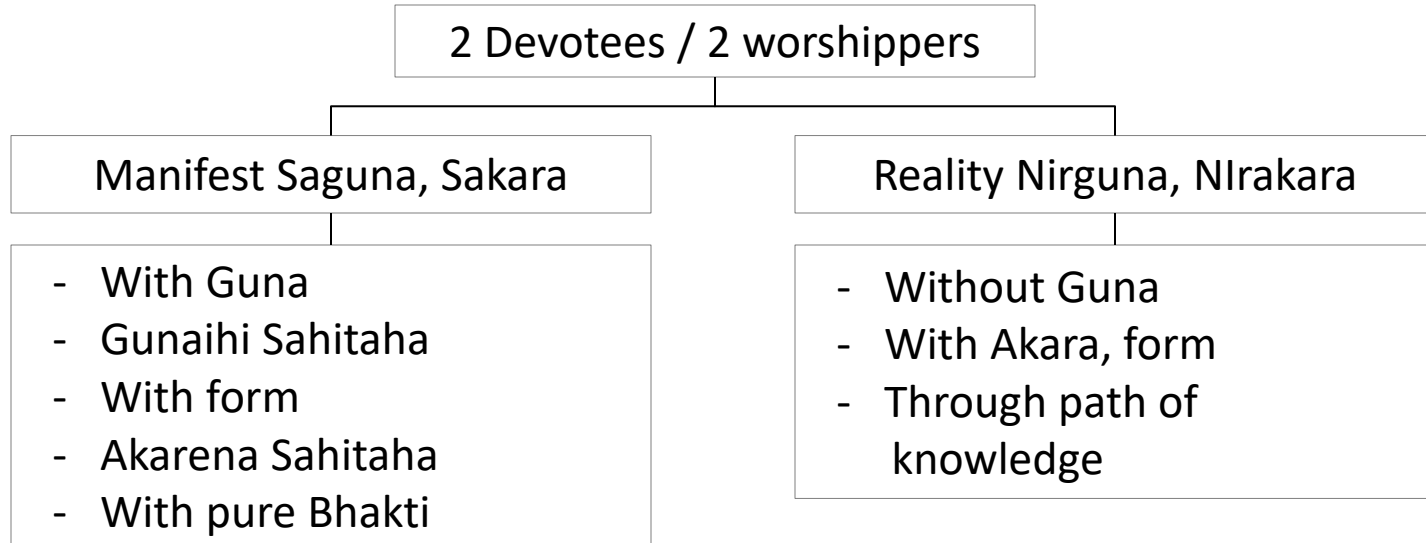 2 Devotees / 2 worshippers
Manifest Saguna, Sakara
- With Guna
- Gunaihi Sahitaha
- With form
- Akarena Sahitaha
- With pure Bhakti
Reality Nirguna, NIrakara
- Without Guna
- With Akara, form
- Through path of
knowledge